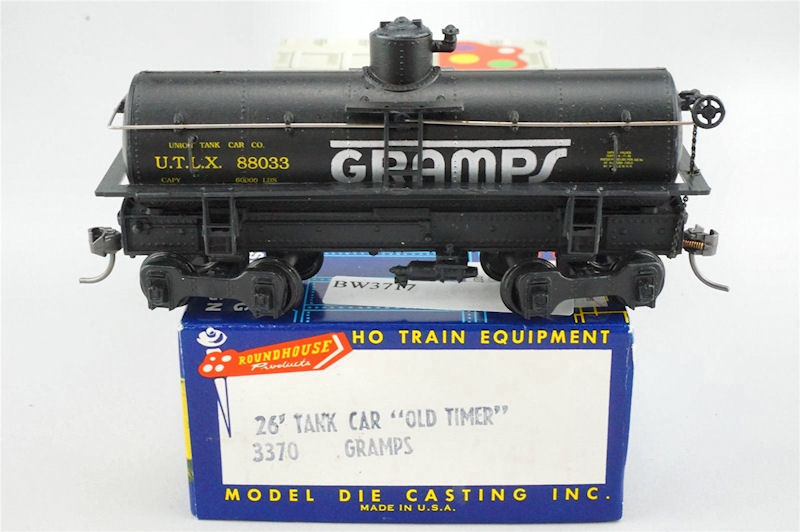 UNION TANK CAR CO.
U.T.L.X. 88033
CAPY 60000 LBS
GRAMPS
BW3717
ROUNDHOUSE
Products
HO TRAIN EQUIPMENT
26' TANK CAR "OLD TIMER"
3370 GRAMPS
MODEL DIE CASTING INC.
MADE IN U.S.A.